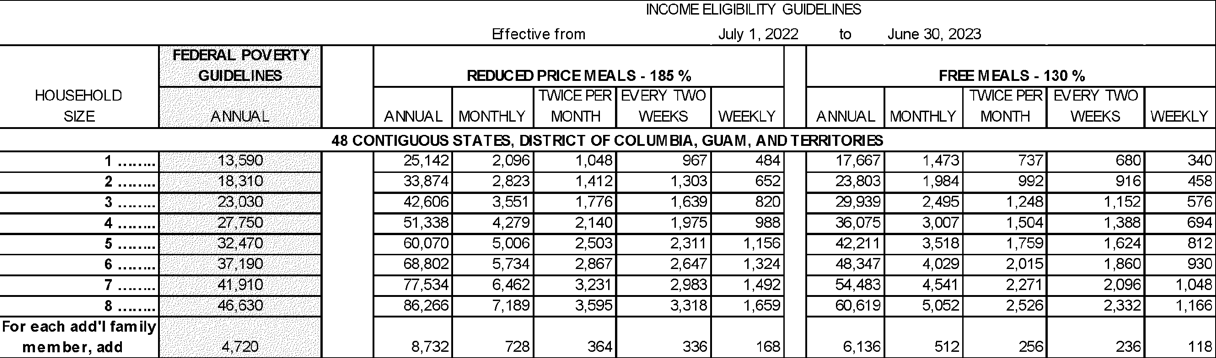 INCOME ELIGIBILITY GUIDELINES
Effective from July 1, 2022 to June 30, 2023
FEDERAL POVERTY
GUIDELINES REDUCED PRICE MEALS - 185 % FREE MEALS - 130 %
HOUSEHOLD TWICE PER EVERY TWO TWICE PER EVERY TWO
SIZE ANNUAL ANNUAL MONTHLY MONTH WEEKS WEEKLY ANNUAL MONTHLY MONTH WEEKS WEEKLY
48 CONTIGUOUS STATES, DISTRICT OF COLUMBIA, GUAM, AND TERRITORIES
1 ........ 13,590 25,142 2,096 1,048 967 484 17,667 1,473 737 680 340
2 ........ 18,310 33,874 2,823 1,412 1,303 652 23,803 1,984 992 916 458
3 ........ 23,030 42,606 3,551 1,776 1,639 820 29,939 2,495 1,248 1,152 576
4 ........ 27,750 51,338 4,279 2,140 1,975 988 36,075 3,007 1,504 1,388 694
5 ........ 32,470 60,070 5,006 2,503 2,311 1,156 42,211 3,518 1,759 1,624 812
6 ........ 37,190 68,802 5,734 2,867 2,647 1,324 48,347 4,029 2,015 1,860 930
7 ........ 41,910 77,534 6,462 3,231 2,983 1,492 54,483 4,541 2,271 2,096 1,048
8 ........ 46,630 86,266 7,189 3,595 3,318 1,659 60,619 5,052 2,526 2,332 1,166
For each add'l family
member, add 4,720 8,732 728 364 336 168 6,136 512 256 236 118